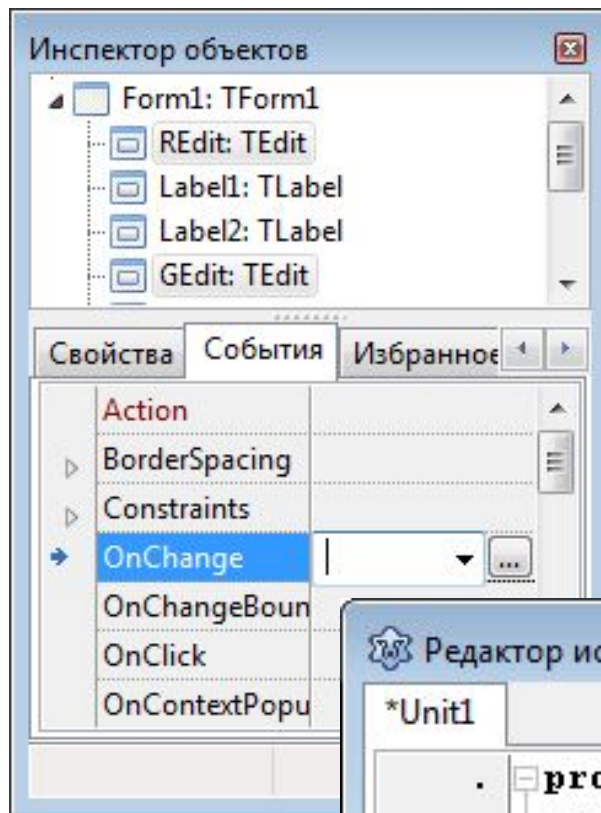 Инспектор объектов
Form1: TForm1
REdit: TEdit
Label1: TLabel
Label2: TLabel
GEdit: TEdit
Свойства События Избранное
Action
BorderSpacing
Constraints
OnChange
...
OnChangeBoun
OnClick
OnContextPopu
Редактор ис
*Unit1
. pro